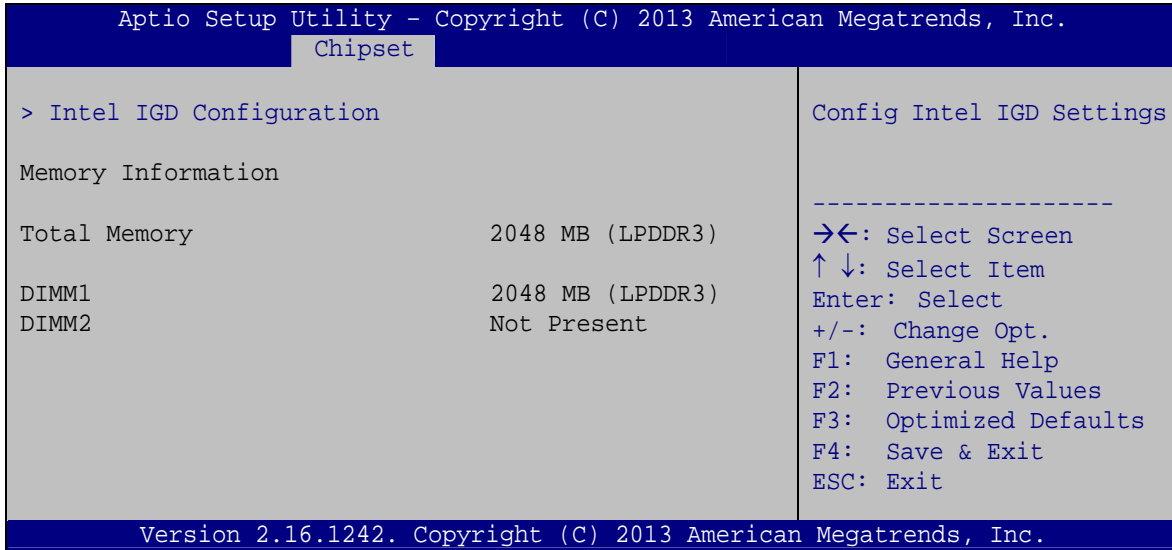 Aptio Setup Utility – Copyright (C) 2013 American Megatrends, Inc.
Chipset
> Intel IGD Configuration
Memory Information
Total Memory 2048 MB (LPDDR3)
DIMM1 2048 MB (LPDDR3)
DIMM2 Not Present
Config Intel IGD Settings
---------------------
→←: Select Screen
↑ ↓: Select Item
Enter: Select
+/-: Change Opt.
F1: General Help
F2: Previous Values
F3: Optimized Defaults
F4: Save & Exit
ESC: Exit
Version 2.16.1242. Copyright (C) 2013 American Megatrends, Inc.